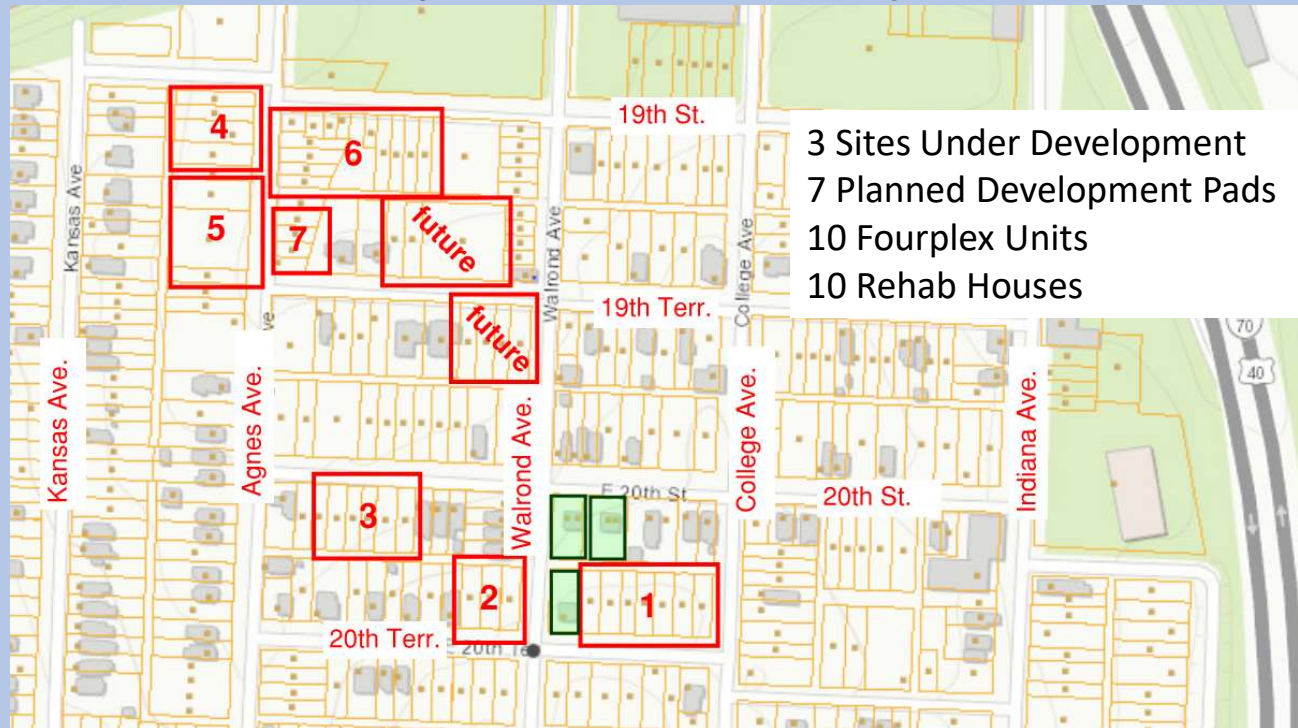 19th St.
3 Sites Under Development
7 Planned Development Pads
10 Fourplex Units
10 Rehab Houses
4
6
5
7
future
Kansas Ave
Walrond Ave
College Ave
19th Terr.
future
70
40
Kansas Ave.
Agnes Ave.
Walrond Ave.
College Ave.
Indiana Ave.
E 20th St
20th St.
3
2
1
20th Terr.